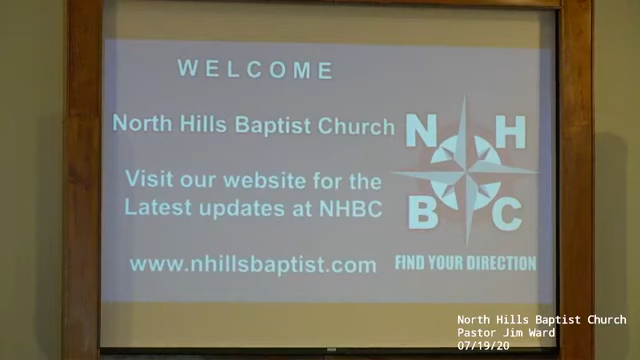 WELCOME
North Hills Baptist Church
Visit our website for the
Latest updates at NHBC
www.nhillsbaptist.com
N H
B C
FIND YOUR DIRECTION
North Hills Baptist Church
Pastor Jim Ward
07/19/20